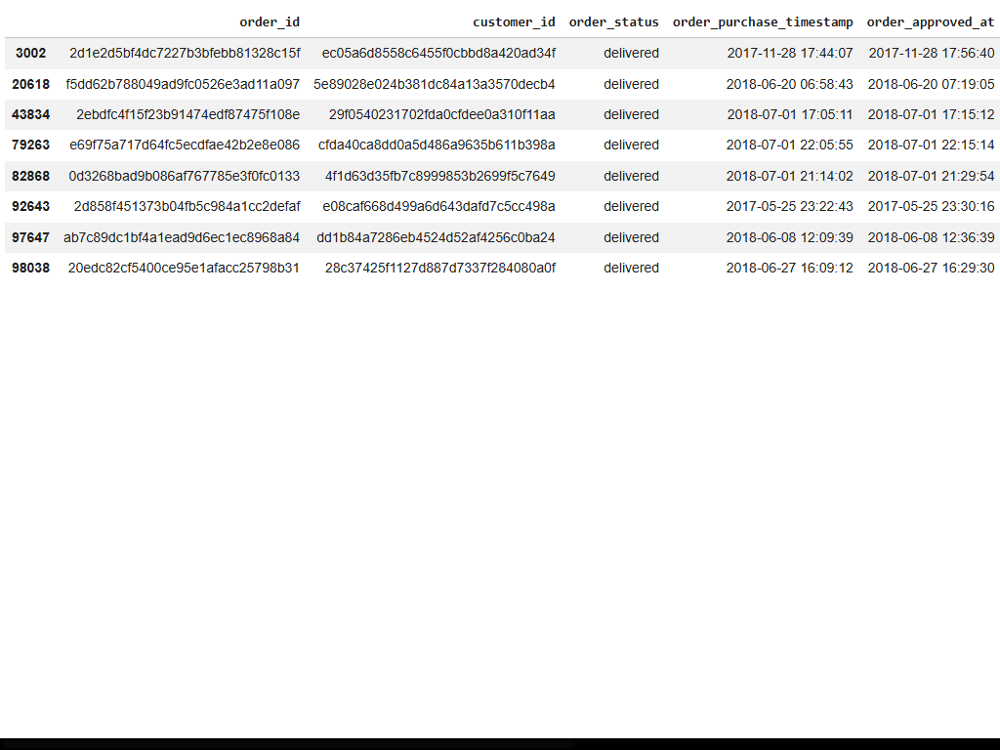 order_id customer_id order_status order_purchase_timestamp order_approved_at
3002 2d1e2d5bf4dc7227b3bfebb81328c15f ec05a6d8558c6455f0cbbd8a420ad34f delivered 2017-11-28 17:44:07 2017-11-28 17:56:40
20618 f5dd62b788049ad9fc0526e3ad11a097 5e89028e024b381dc84a13a3570decb4 delivered 2018-06-20 06:58:43 2018-06-20 07:19:05
43834 2ebdfc4f15f23b91474edf87475f108e 29f0540231702fda0cfdee0a310f11aa delivered 2018-07-01 17:05:11 2018-07-01 17:15:12
79263 e69f75a717d64fc5ecdfae42b2e8e086 cfda40ca8dd0a5d486a9635b611b398a delivered 2018-07-01 22:05:55 2018-07-01 22:15:14
82868 0d3268bad9b086af767785e3f0fc0133 4f1d63d35fb7c8999853b2699f5c7649 delivered 2018-07-01 21:14:02 2018-07-01 21:29:54
92643 2d858f451373b04fb5c984a1cc2defaf e08caf668d499a6d643dafd7c5cc498a delivered 2017-05-25 23:22:43 2017-05-25 23:30:16
97647 ab7c89dc1bf4a1ead9d6ec1ec8968a84 dd1b84a7286eb4524d52af4256c0ba24 delivered 2018-06-08 12:09:39 2018-06-08 12:36:39
98038 20edc82cf5400ce95e1afacc25798b31 28c37425f1127d887d7337f284080a0f delivered 2018-06-27 16:09:12 2018-06-27 16:29:30